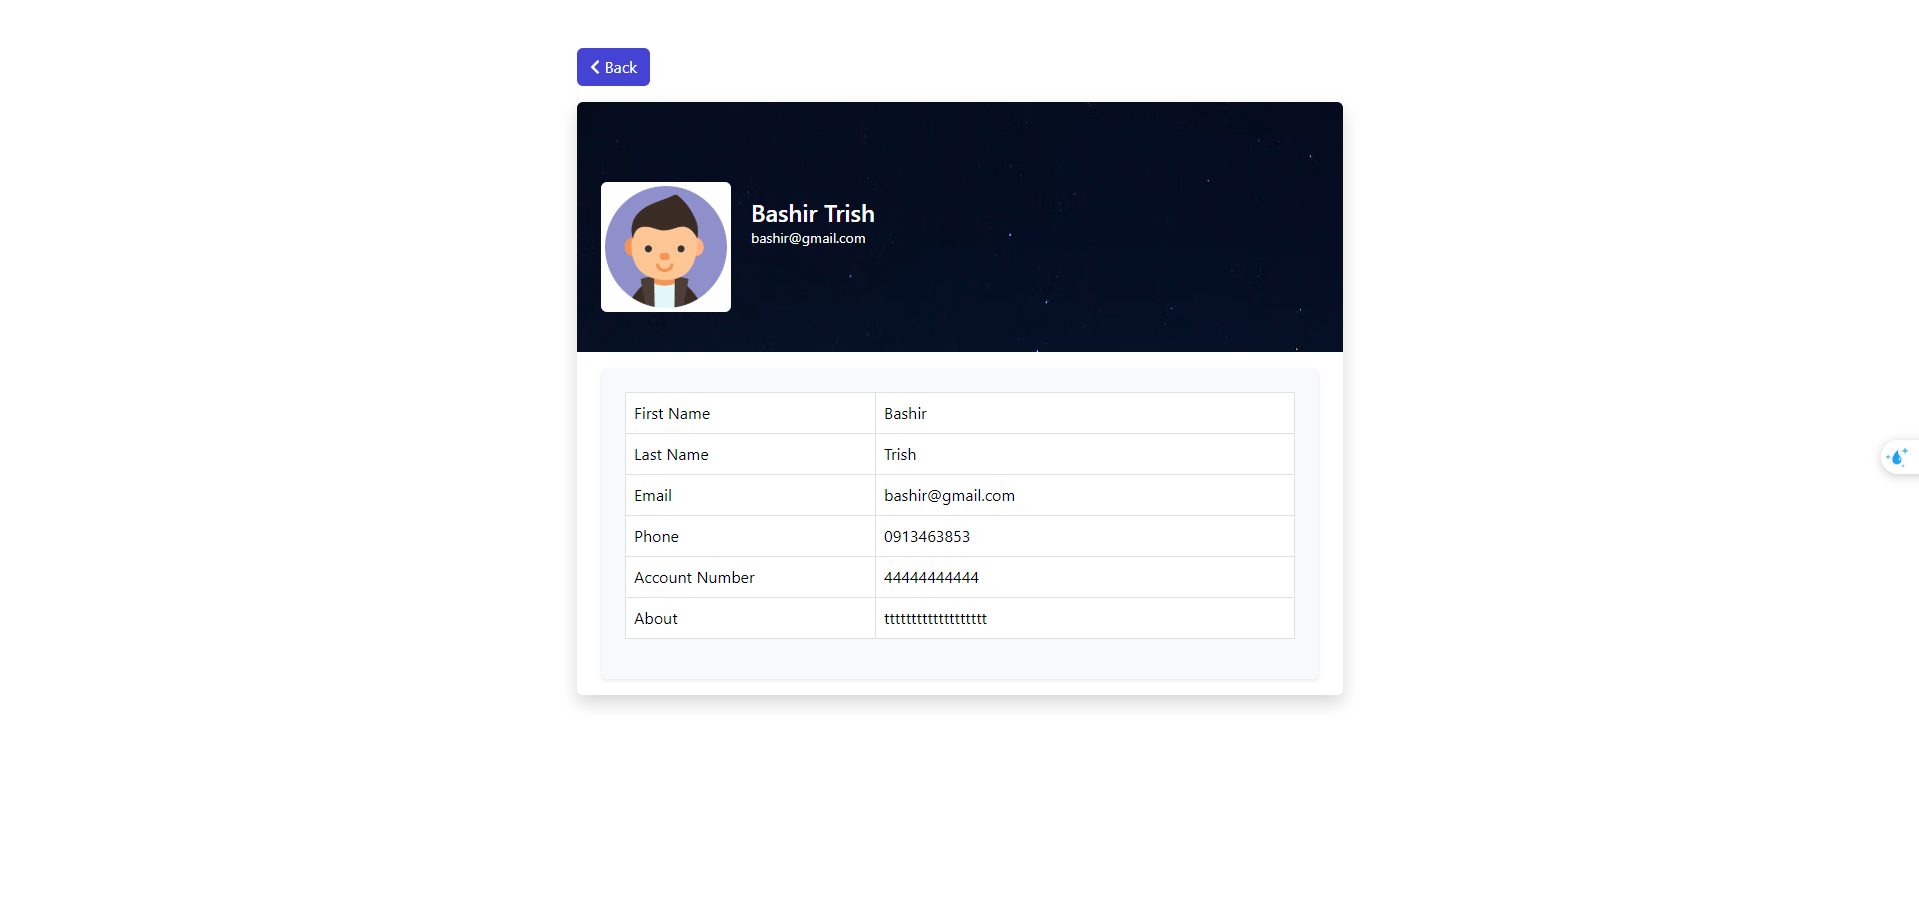 Back
Bashir Trish
bashir@gmail.com
First Name Bashir
Last Name Trish
Email bashir@gmail.com
Phone 0913463853
Account Number 44444444444
About ttttttttttttttttttt